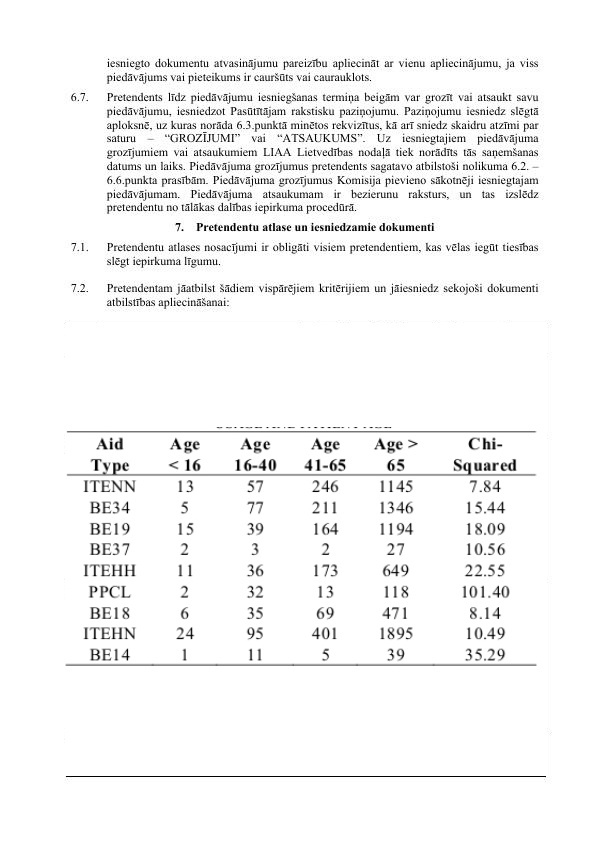 iesniegto dokumentu atvasinājumu pareizību apliecināt ar vienu apliecinājumu, ja viss
piedāvājums vai pieteikums ir cauršūts vai caurauklots.
6.7. Pretendents līdz piedāvājumu iesniegšanas termiņa beigām var grozīt vai atsaukt savu
piedāvājumu, iesniedzot Pasūtītājam rakstisku paziņojumu. Paziņojumu iesniedz slēgtā
aploksnē, uz kuras norāda 6.3.punktā minētos rekvizītus, kā arī sniedz skaidru atzīmi par
saturu – “GROZĪJUMI” vai “ATSAUKUMS”. Uz iesniegtajiem piedāvājuma
grozījumiem vai atsaukumiem LIAA Lietvedības nodaļā tiek norādīts tās saņemšanas
datums un laiks. Piedāvājuma grozījumus pretendents sagatavo atbilstoši nolikuma 6.2. –
6.6.punkta prasībām. Piedāvājuma grozījumus Komisija pievieno sākotnēji iesniegtajam
piedāvājumam. Piedāvājuma atsaukumam ir bezierunu raksturs, un tas izslēdz
pretendentu no tālākas dalības iepirkuma procedūrā.
7. Pretendentu atlase un iesniedzamie dokumenti
7.1. Pretendentu atlases nosacījumi ir obligāti visiem pretendentiem, kas vēlas iegūt tiesības
slēgt iepirkuma līgumu.
7.2. Pretendentam jāatbilst šādiem vispārējiem kritērijiem un jāiesniedz sekojoši dokumenti
atbilstības apliecināšanai:
Aid Age Age Age Age > Chi-
Type < 16 16-40 41-65 65 Squared
ITENN 13 57 246 1145 7.84
BE34 5 77 211 1346 15.44
BE19 15 39 164 1194 18.09
BE37 2 3 2 27 10.56
ITEHH 11 36 173 649 22.55
PPCL 2 32 13 118 101.40
BE18 6 35 69 471 8.14
ITEHN 24 95 401 1895 10.49
BE14 1 11 5 39 35.29